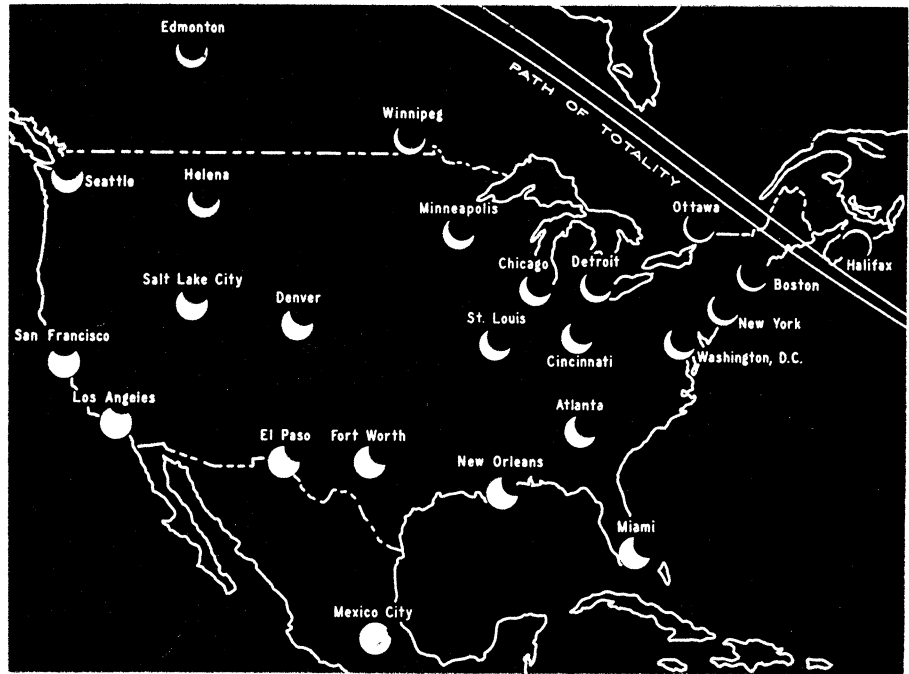 Edmonton
Winnipeg
PATH OF TOTALITY
Seattle
Helena
Minneapolis
Ottawa
Chicago
Detroit
Halifax
Salt Lake City
Denver
Boston
St. Louis
New York
San Francisco
Cincinnati
Washington, D.C.
Los Angeles
Atlanta
El Paso
Fort Worth
New Orleans
Miami
Mexico City